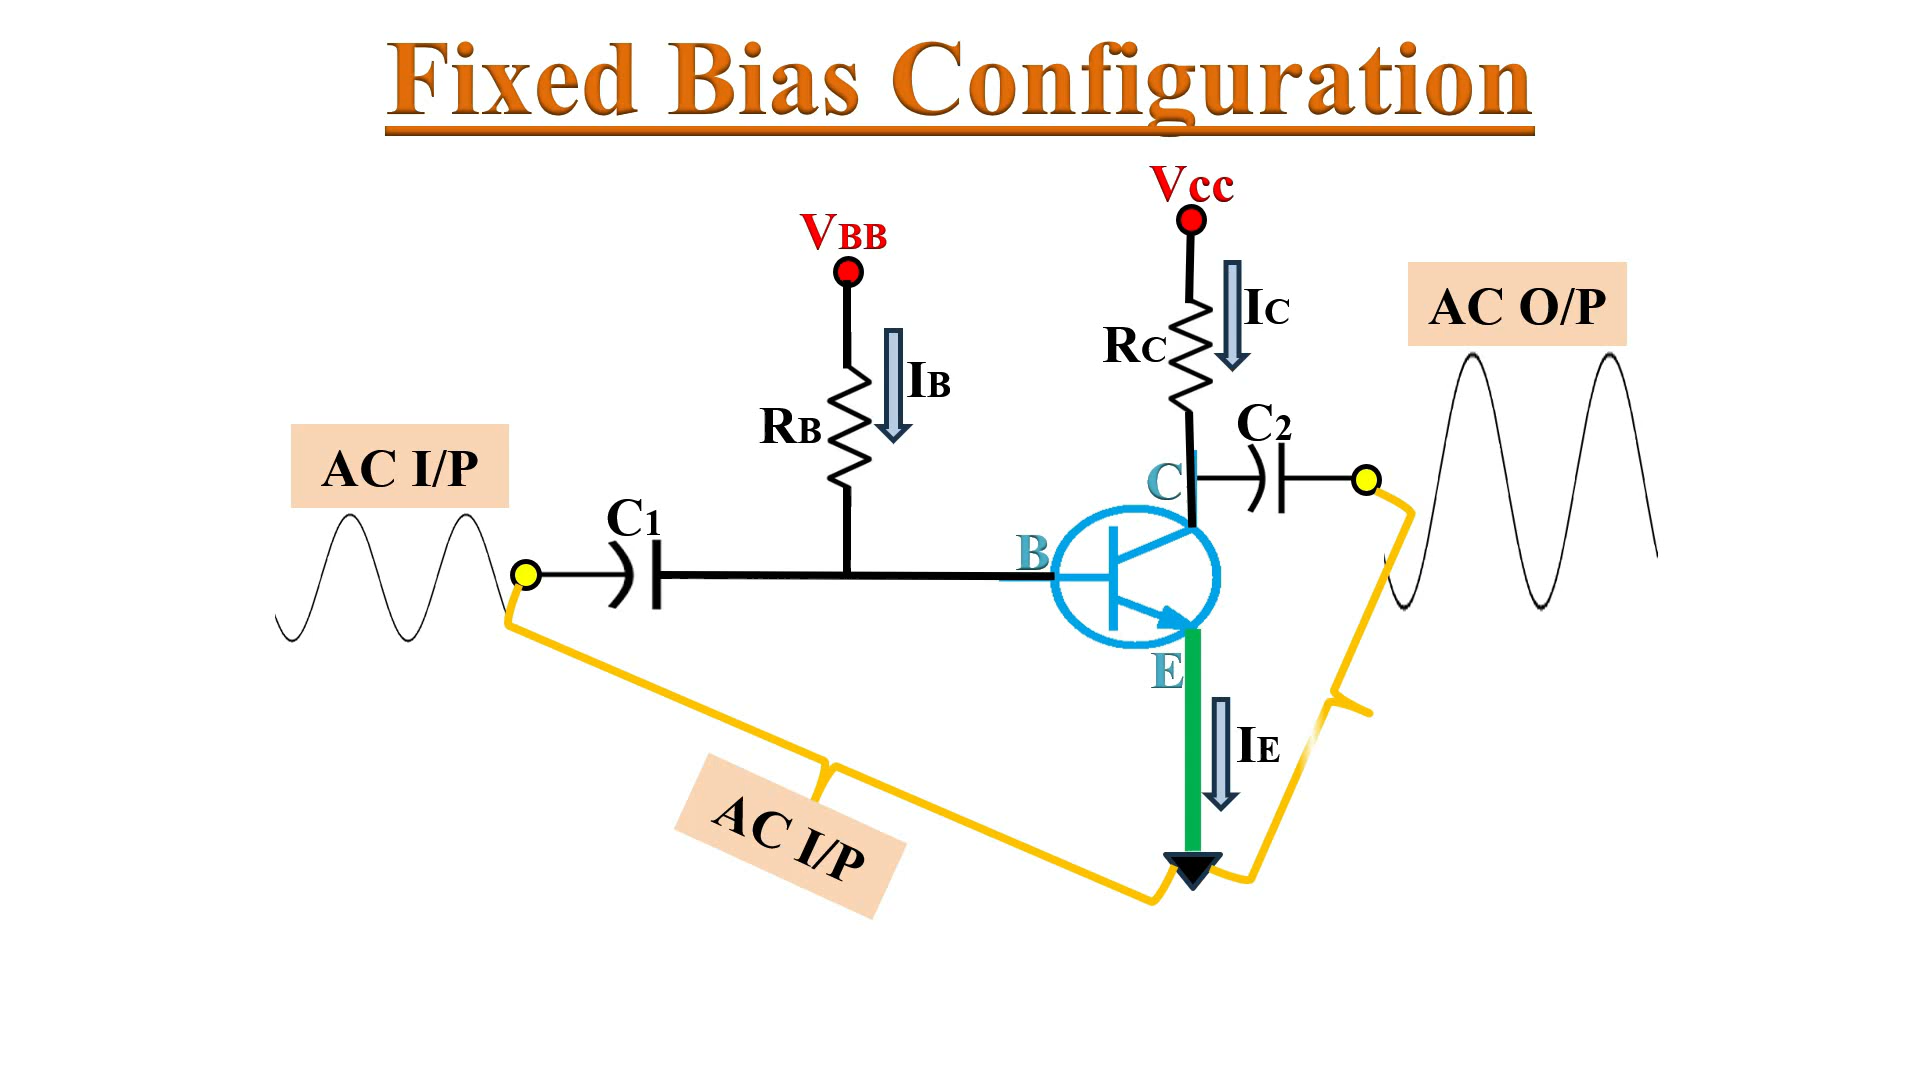 Fixed Bias Configuration
Vcc
VBB
IC
AC O/P
RC
IB
RB
C2
AC I/P
C
C1
B
E
IE
AC I/P